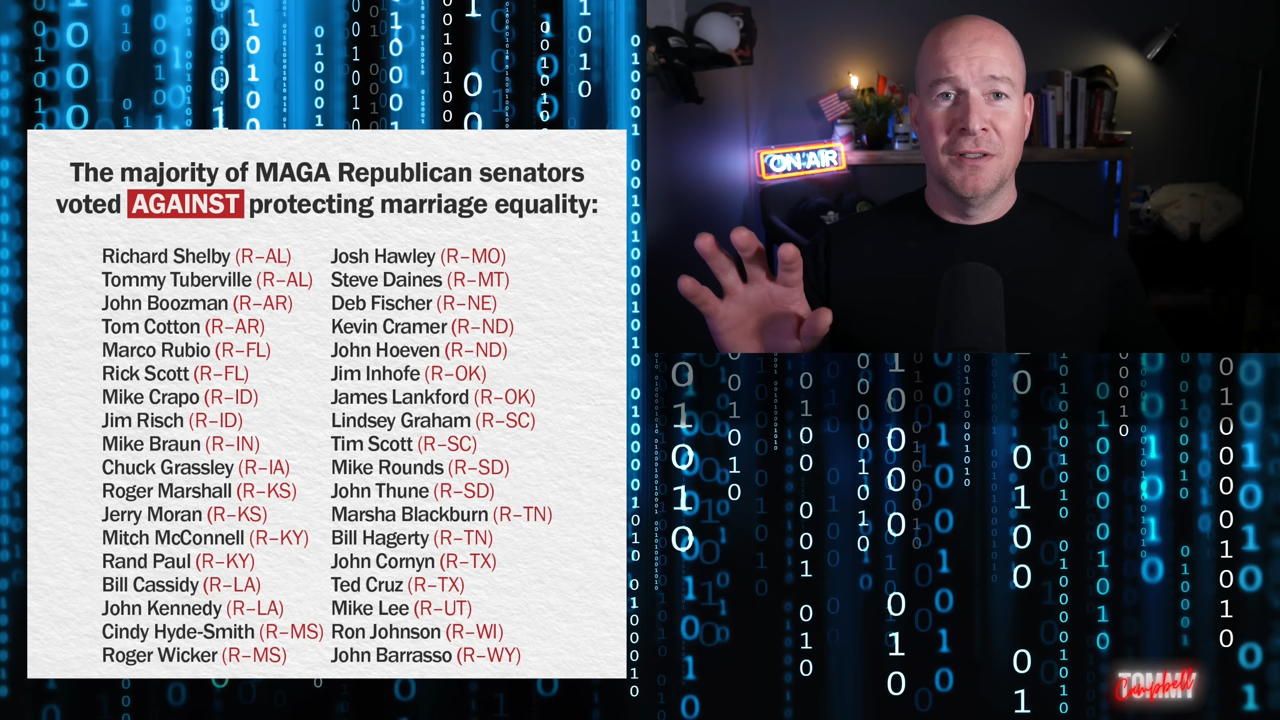 The majority of MAGA Republican senators
voted AGAINST protecting marriage equality:
Richard Shelby (R–AL)
Tommy Tuberville (R–AL)
John Boozman (R–AR)
Tom Cotton (R–AR)
Marco Rubio (R–FL)
Rick Scott (R–FL)
Mike Crapo (R–ID)
Jim Risch (R–ID)
Mike Braun (R–IN)
Chuck Grassley (R–IA)
Roger Marshall (R–KS)
Jerry Moran (R–KS)
Mitch McConnell (R–KY)
Rand Paul (R–KY)
Bill Cassidy (R–LA)
John Kennedy (R–LA)
Cindy Hyde-Smith (R–MS)
Roger Wicker (R–MS)
Josh Hawley (R–MO)
Steve Daines (R–MT)
Deb Fischer (R–NE)
Kevin Cramer (R–ND)
John Hoeven (R–ND)
Jim Inhofe (R–OK)
James Lankford (R–OK)
Lindsey Graham (R–SC)
Tim Scott (R–SC)
Mike Rounds (R–SD)
John Thune (R–SD)
Marsha Blackburn (R–TN)
Bill Hagerty (R–TN)
John Cornyn (R–TX)
Ted Cruz (R–TX)
Mike Lee (R–UT)
Ron Johnson (R–WI)
John Barrasso (R–WY)
ON AIR
TOMMY
Campbell